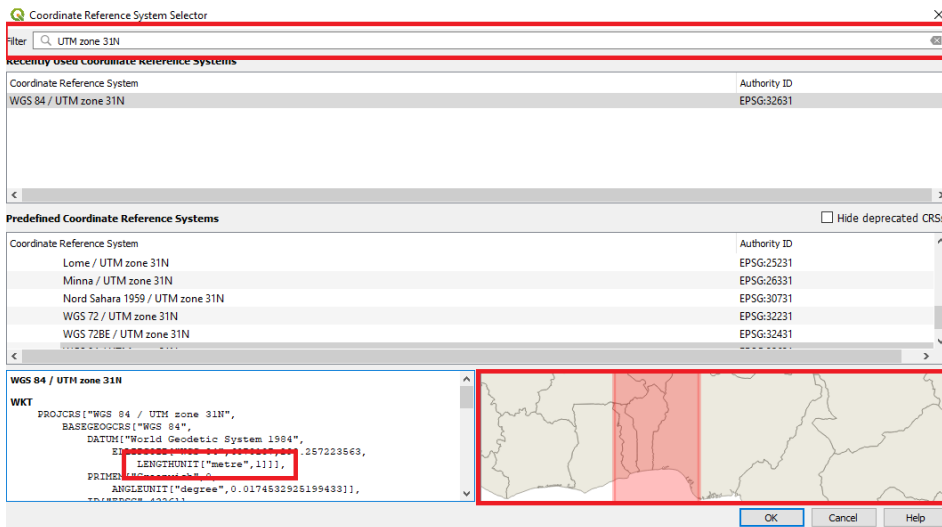 Coordinate Reference System Selector
Filter UTM zone 31N
Recently Used Coordinate Reference Systems
Coordinate Reference System Authority ID
WGS 84 / UTM zone 31N EPSG:32631
Predefined Coordinate Reference Systems Hide deprecated CRSs
Coordinate Reference System Authority ID
Lome / UTM zone 31N EPSG:25231
Minna / UTM zone 31N EPSG:26331
Nord Sahara 1959 / UTM zone 31N EPSG:30731
WGS 72 / UTM zone 31N EPSG:32231
WGS 72BE / UTM zone 31N EPSG:32431
WGS 84 / UTM zone 31N
WKT
PROJCRS["WGS 84 / UTM zone 31N",
BASEGEOGCRS["WGS 84",
DATUM["World Geodetic System 1984",
.257223563,
LENGTHUNIT["metre",1]]],
ANGLEUNIT["degree",0.0174532925199433]],
OK Cancel Help